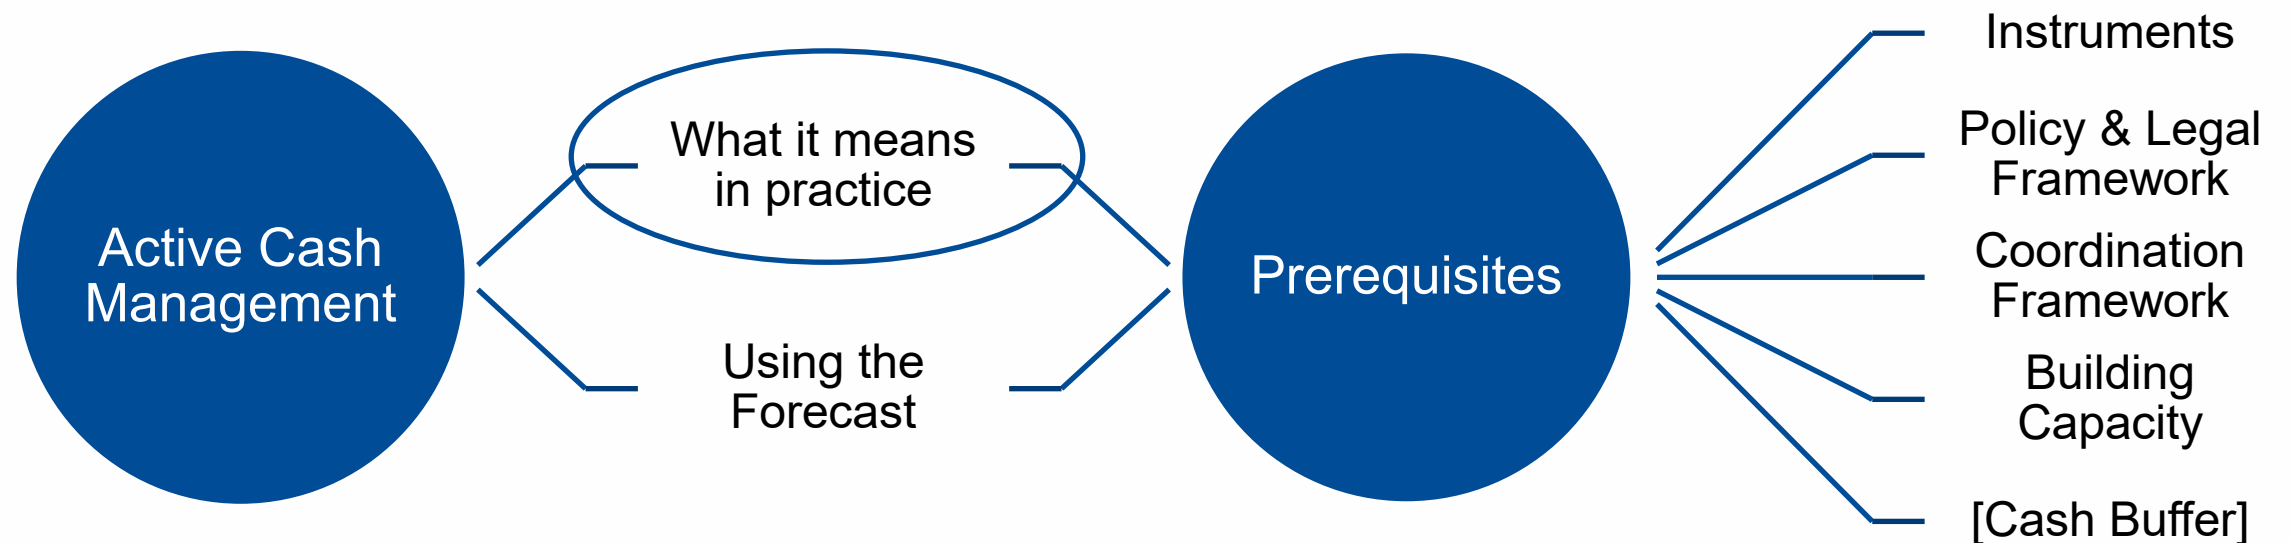 Active Cash
Management
What it means
in practice
Using the
Forecast
Prerequisites
Instruments
Policy & Legal
Framework
Coordination
Framework
Building
Capacity
[Cash Buffer]